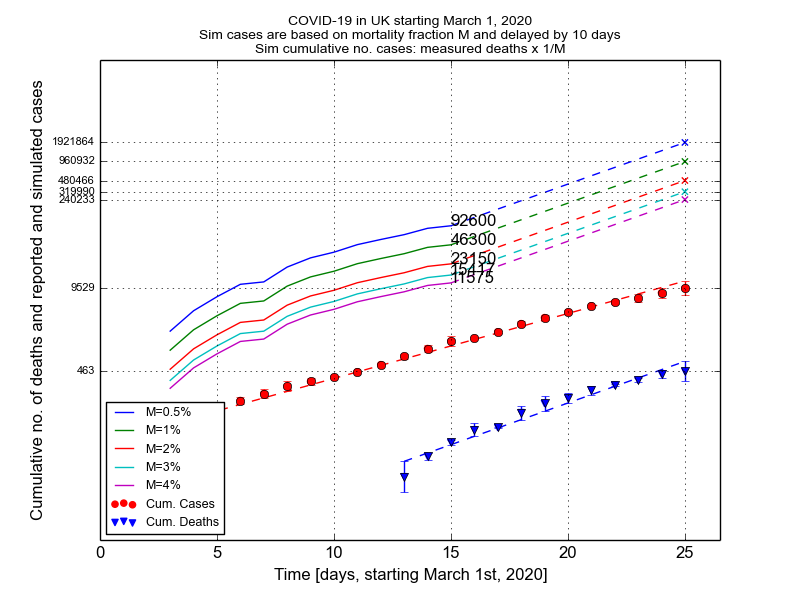 COVID-19 in UK starting March 1, 2020
Sim cases are based on mortality fraction M and delayed by 10 days
Sim cumulative no. cases: measured deaths x 1/M
Cumulative no. of deaths and reported and simulated cases
1921864
960932
480466
319990
240233
9529
463
92600
46300
23150
15417
11575
M=0.5%
M=1%
M=2%
M=3%
M=4%
Cum. Cases
Cum. Deaths
0 5 10 15 20 25
Time [days, starting March 1st, 2020]